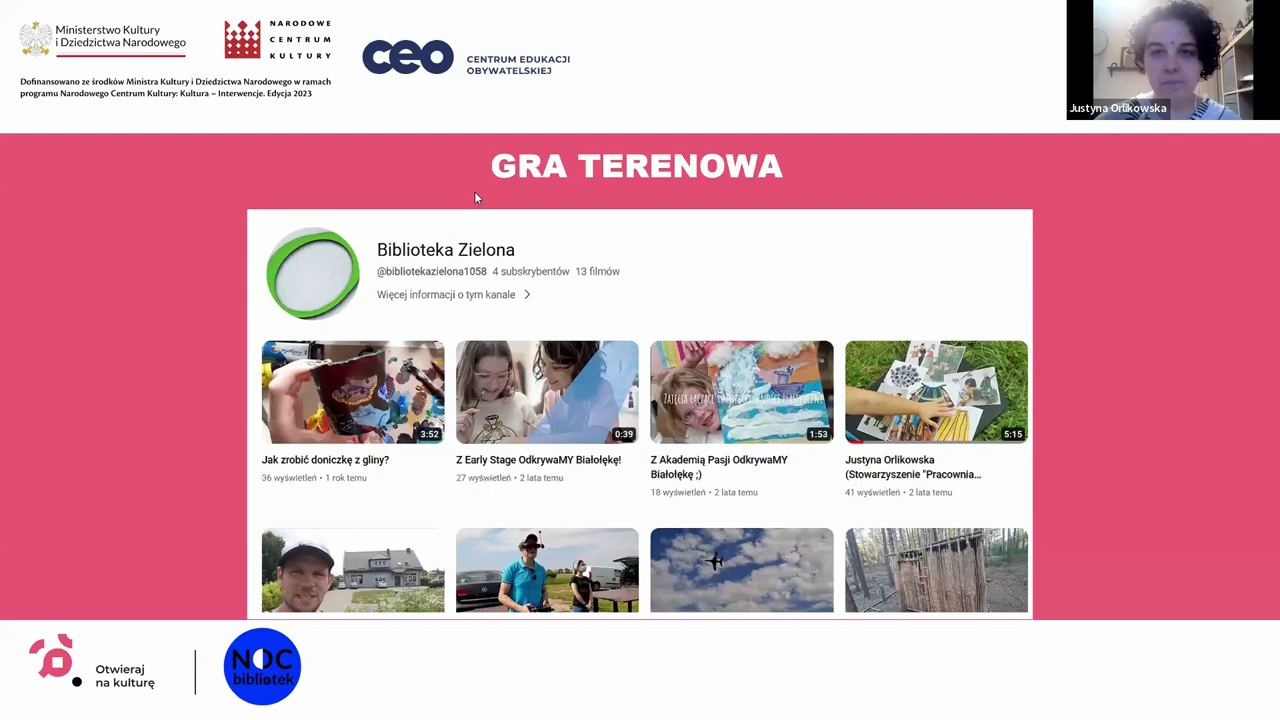 Ministerstwo Kultury
i Dziedzictwa Narodowego
NARODOWE
CENTRUM
KULTURY
ceo
CENTRUM EDUKACJI
OBYWATELSKIEJ
Dofinansowano ze środków Ministra Kultury i Dziedzictwa Narodowego w ramach
programu Narodowego Centrum Kultury: Kultura – Interwencje. Edycja 2023
Justyna Orlikowska
GRA TERENOWA
Biblioteka Zielona
@bibliotekazielona1058 4 subskrybentów 13 filmów
Więcej informacji o tym kanale
3:52
0:39
1:53
5:15
Jak zrobić doniczkę z gliny?
36 wyświetleń • 1 rok temu
Z Early Stage OdkrywaMY Białołękę!
27 wyświetleń • 2 lata temu
Z Akademią Pasji OdkrywaMY
Białołękę ;)
18 wyświetleń • 2 lata temu
Justyna Orlikowska
(Stowarzyszenie "Pracownia...
41 wyświetleń • 2 lata temu
Otwieraj
na kulturę
NOC
bibliotek